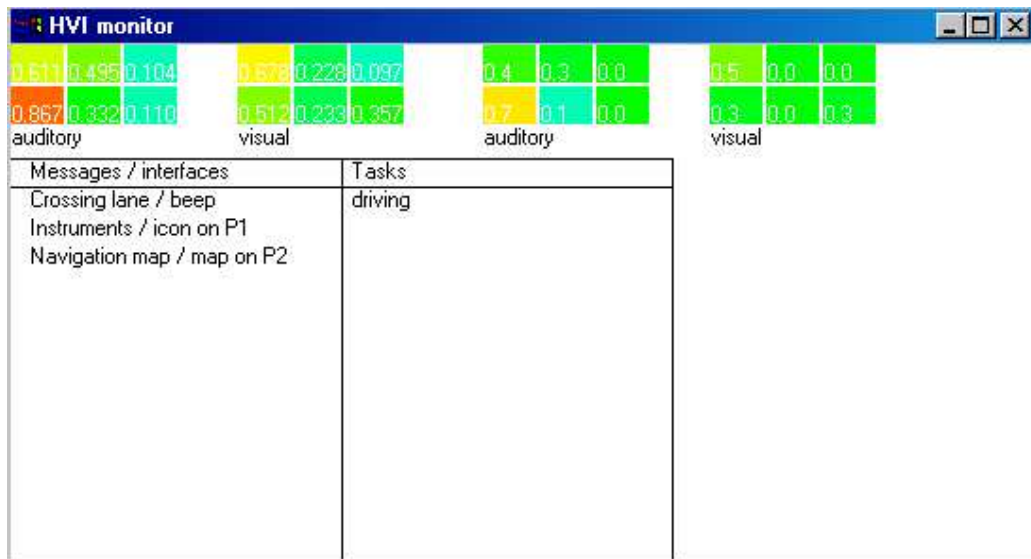 HVI monitor
0.611 0.495 0.104 0.678 0.228 0.097 0.4 0.3 0.0 0.5 0.0 0.0
0.867 0.332 0.110 0.512 0.233 0.357 0.7 0.1 0.0 0.3 0.0 0.3
auditory visual auditory visual
Messages / interfaces Tasks
Crossing lane / beep driving
Instruments / icon on P1
Navigation map / map on P2